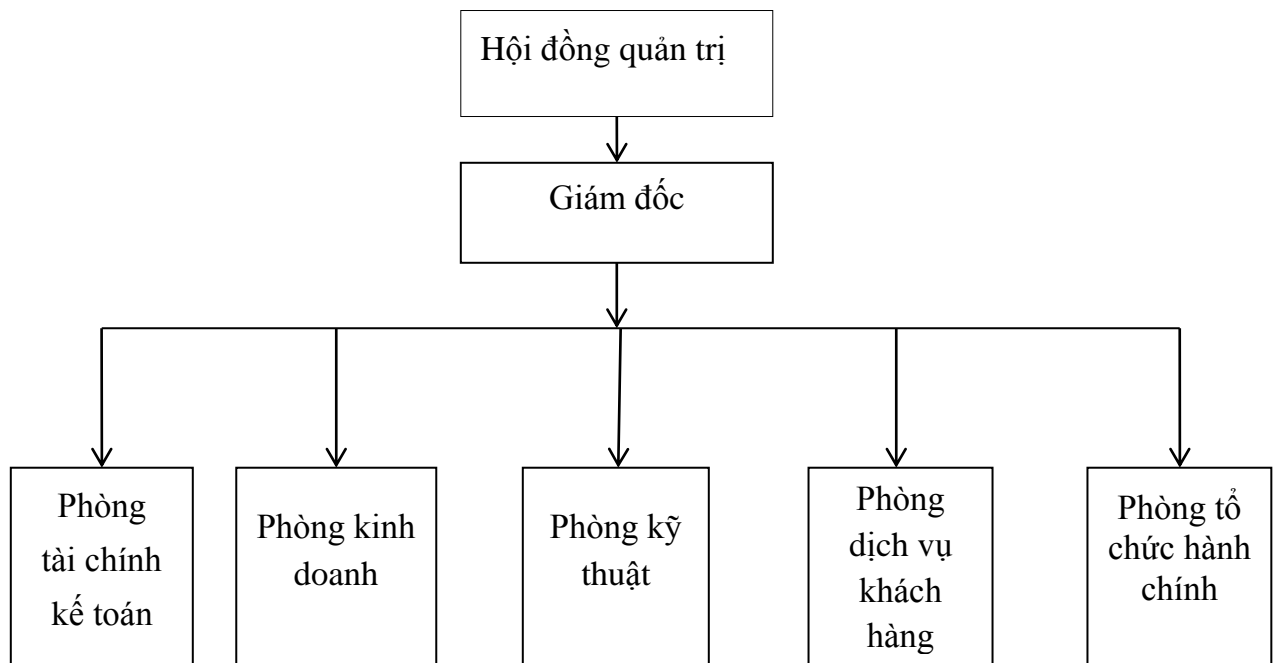 Hội đồng quản trị
Giám đốc
Phòng
tài chính
kế toán
Phòng kinh
doanh
Phòng kỹ
thuật
Phòng
dịch vụ
khách
hàng
Phòng tổ
chức hành
chính